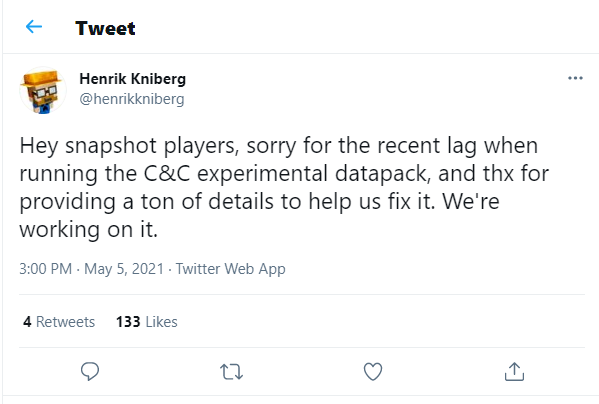 Tweet
Henrik Kniberg
@henrikkniberg
Hey snapshot players, sorry for the recent lag when
running the C&C experimental datapack, and thx for
providing a ton of details to help us fix it. We're
working on it.
3:00 PM · May 5, 2021 · Twitter Web App
4 Retweets 133 Likes